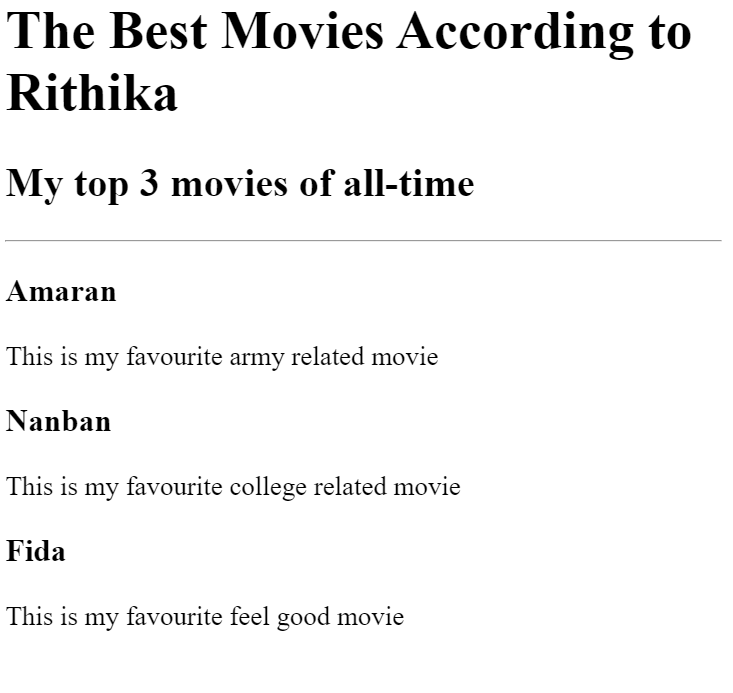 The Best Movies According to
Rithika
My top 3 movies of all-time
Amaran
This is my favourite army related movie
Nanban
This is my favourite college related movie
Fida
This is my favourite feel good movie